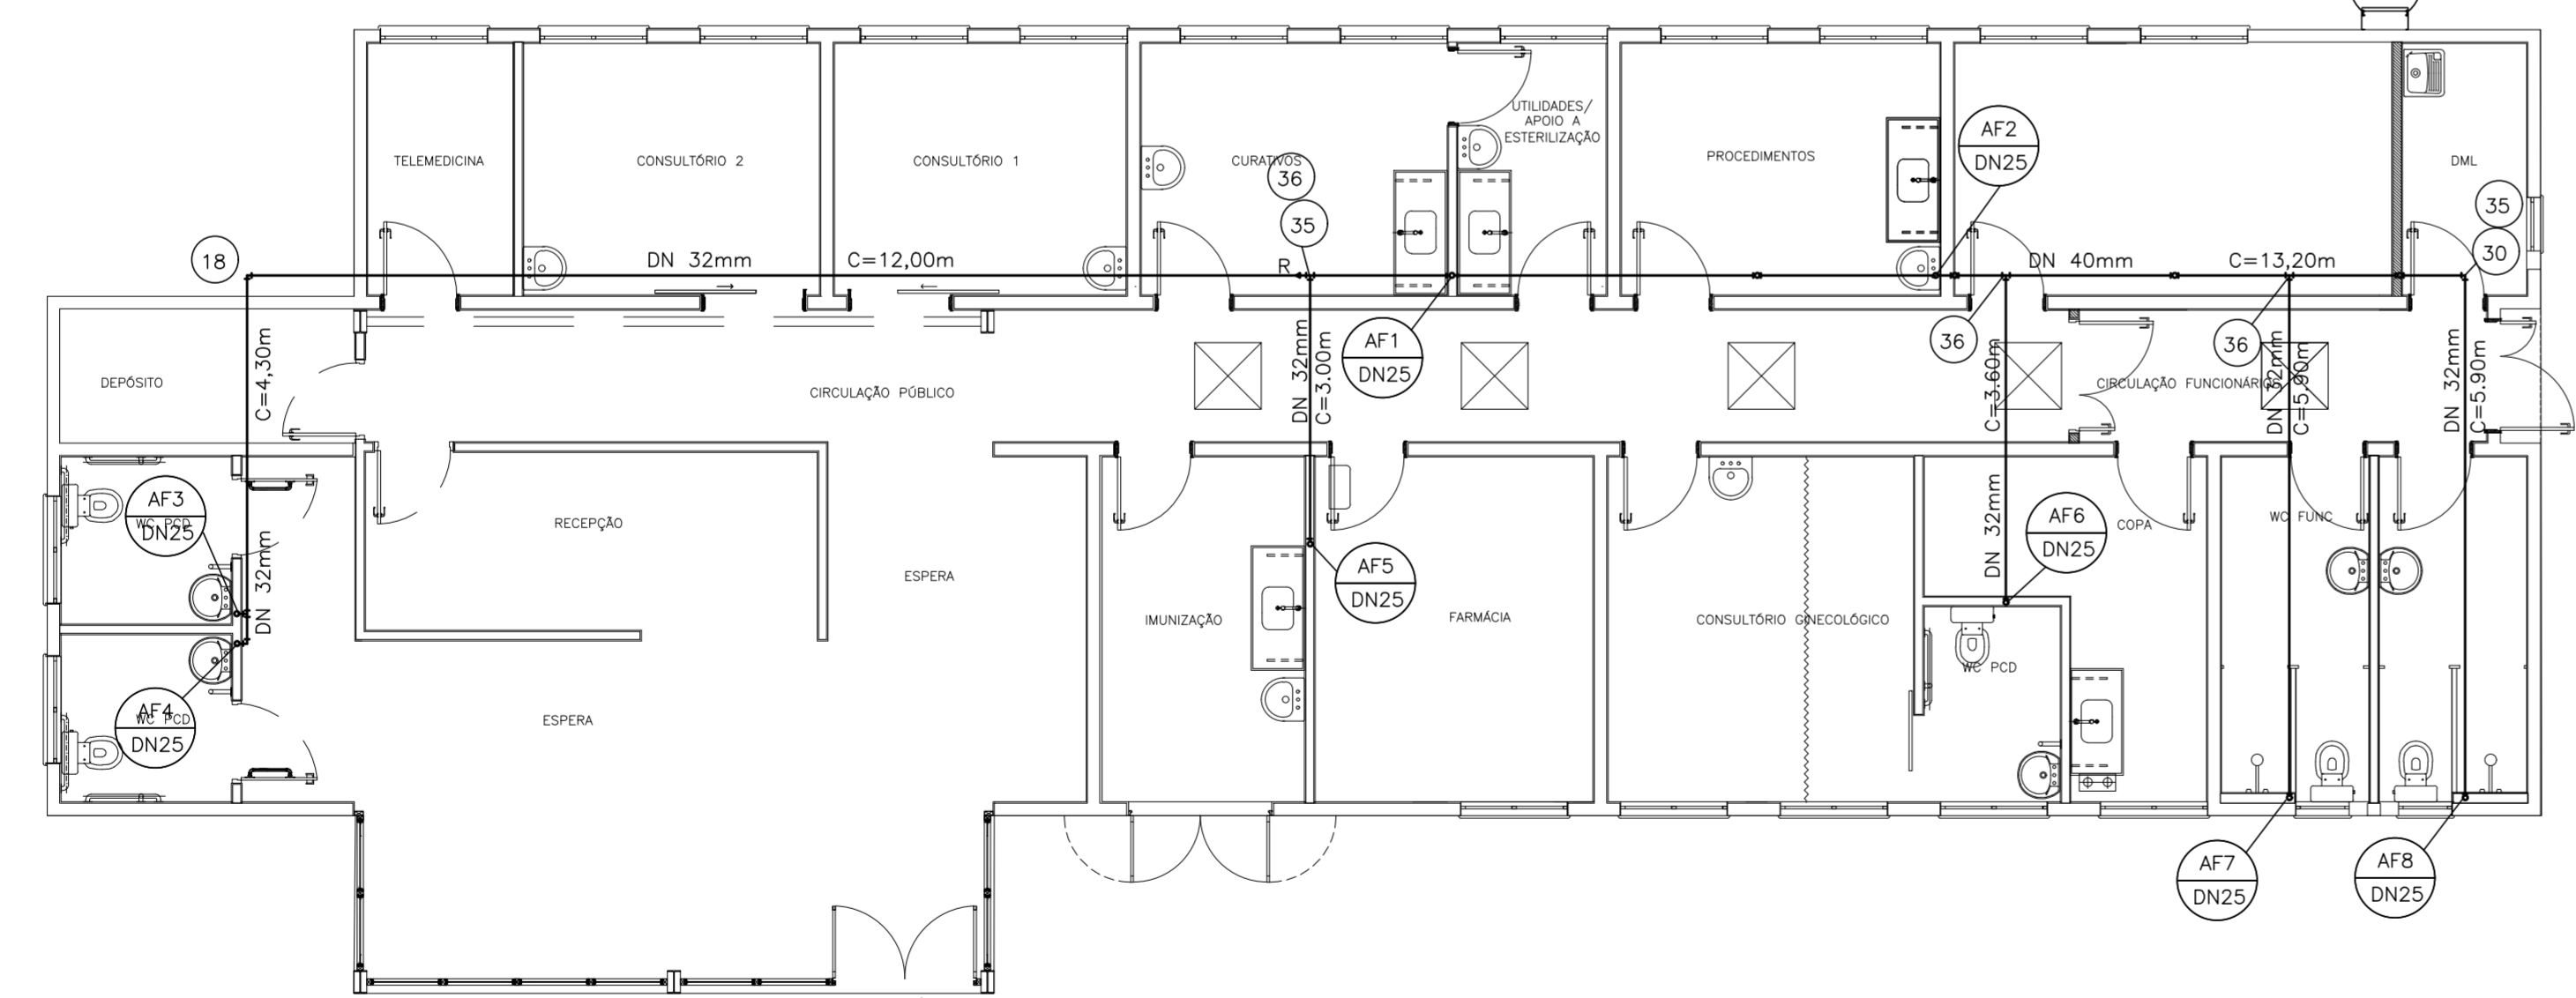 TELEMEDICINA
CONSULTÓRIO 2
CONSULTÓRIO 1
CURATIVOS
36
35
UTILIDADES/
APOIO A
ESTERILIZAÇÃO
PROCEDIMENTOS
AF2
DN25
DML
35
30
18
DN 32mm
C=12,00m
R
DN 40mm
C=13,20m
DEPÓSITO
C=4,30m
DN 32mm
CIRCULAÇÃO PÚBLICO
DN 32mm
C=3.00m
AF1
DN25
36
C=3.60m
DN 32mm
36
CIRCULAÇÃO FUNCIONÁRIOS
DN 32mm
C=5,90m
DN 32mm
C=5.90m
AF3
WC PCD
DN25
RECEPÇÃO
ESPERA
AF5
DN25
AF6
DN25
COPA
WC FUNC
IMUNIZAÇÃO
FARMÁCIA
CONSULTÓRIO GINECOLÓGICO
WC PCD
AF4
WC PCD
DN25
ESPERA
AF7
DN25
AF8
DN25